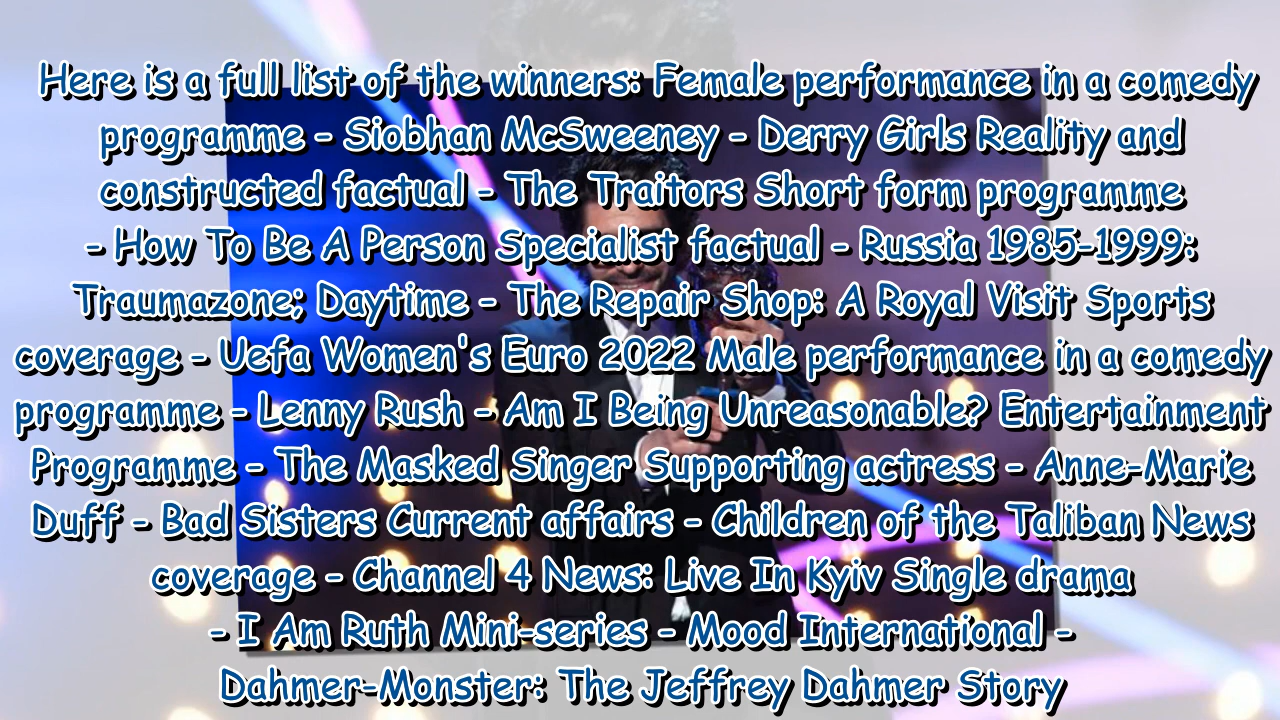 Here is a full list of the winners: Female performance in a comedy
programme – Siobhan McSweeney – Derry Girls Reality and
constructed factual – The Traitors Short form programme
– How To Be A Person Specialist factual – Russia 1985-1999:
Traumazone; Daytime – The Repair Shop: A Royal Visit Sports
coverage – Uefa Women's Euro 2022 Male performance in a comedy
programme – Lenny Rush – Am I Being Unreasonable? Entertainment
Programme – The Masked Singer Supporting actress – Anne-Marie
Duff – Bad Sisters Current affairs – Children of the Taliban News
coverage – Channel 4 News: Live In Kyiv Single drama
– I Am Ruth Mini-series – Mood International –
Dahmer-Monster: The Jeffrey Dahmer Story